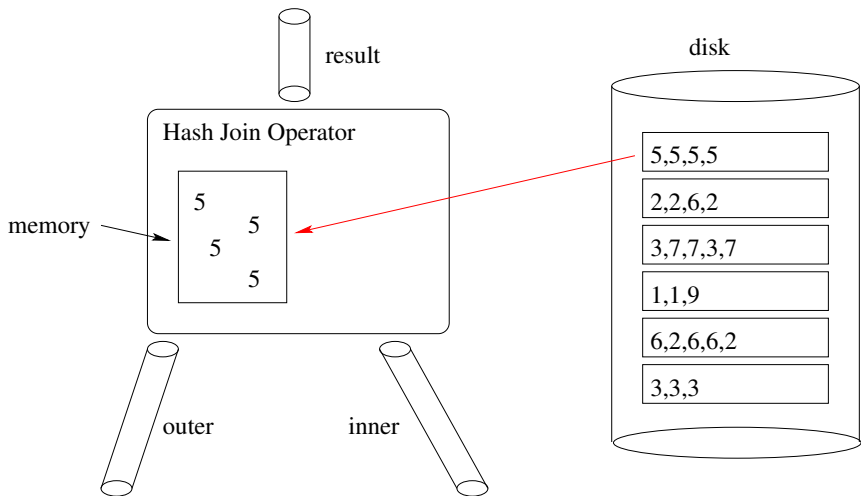 result
disk
Hash Join Operator
5,5,5,5
5
2,2,6,2
memory
5
5
3,7,7,3,7
5
1,1,9
6,2,6,6,2
3,3,3
outer
inner